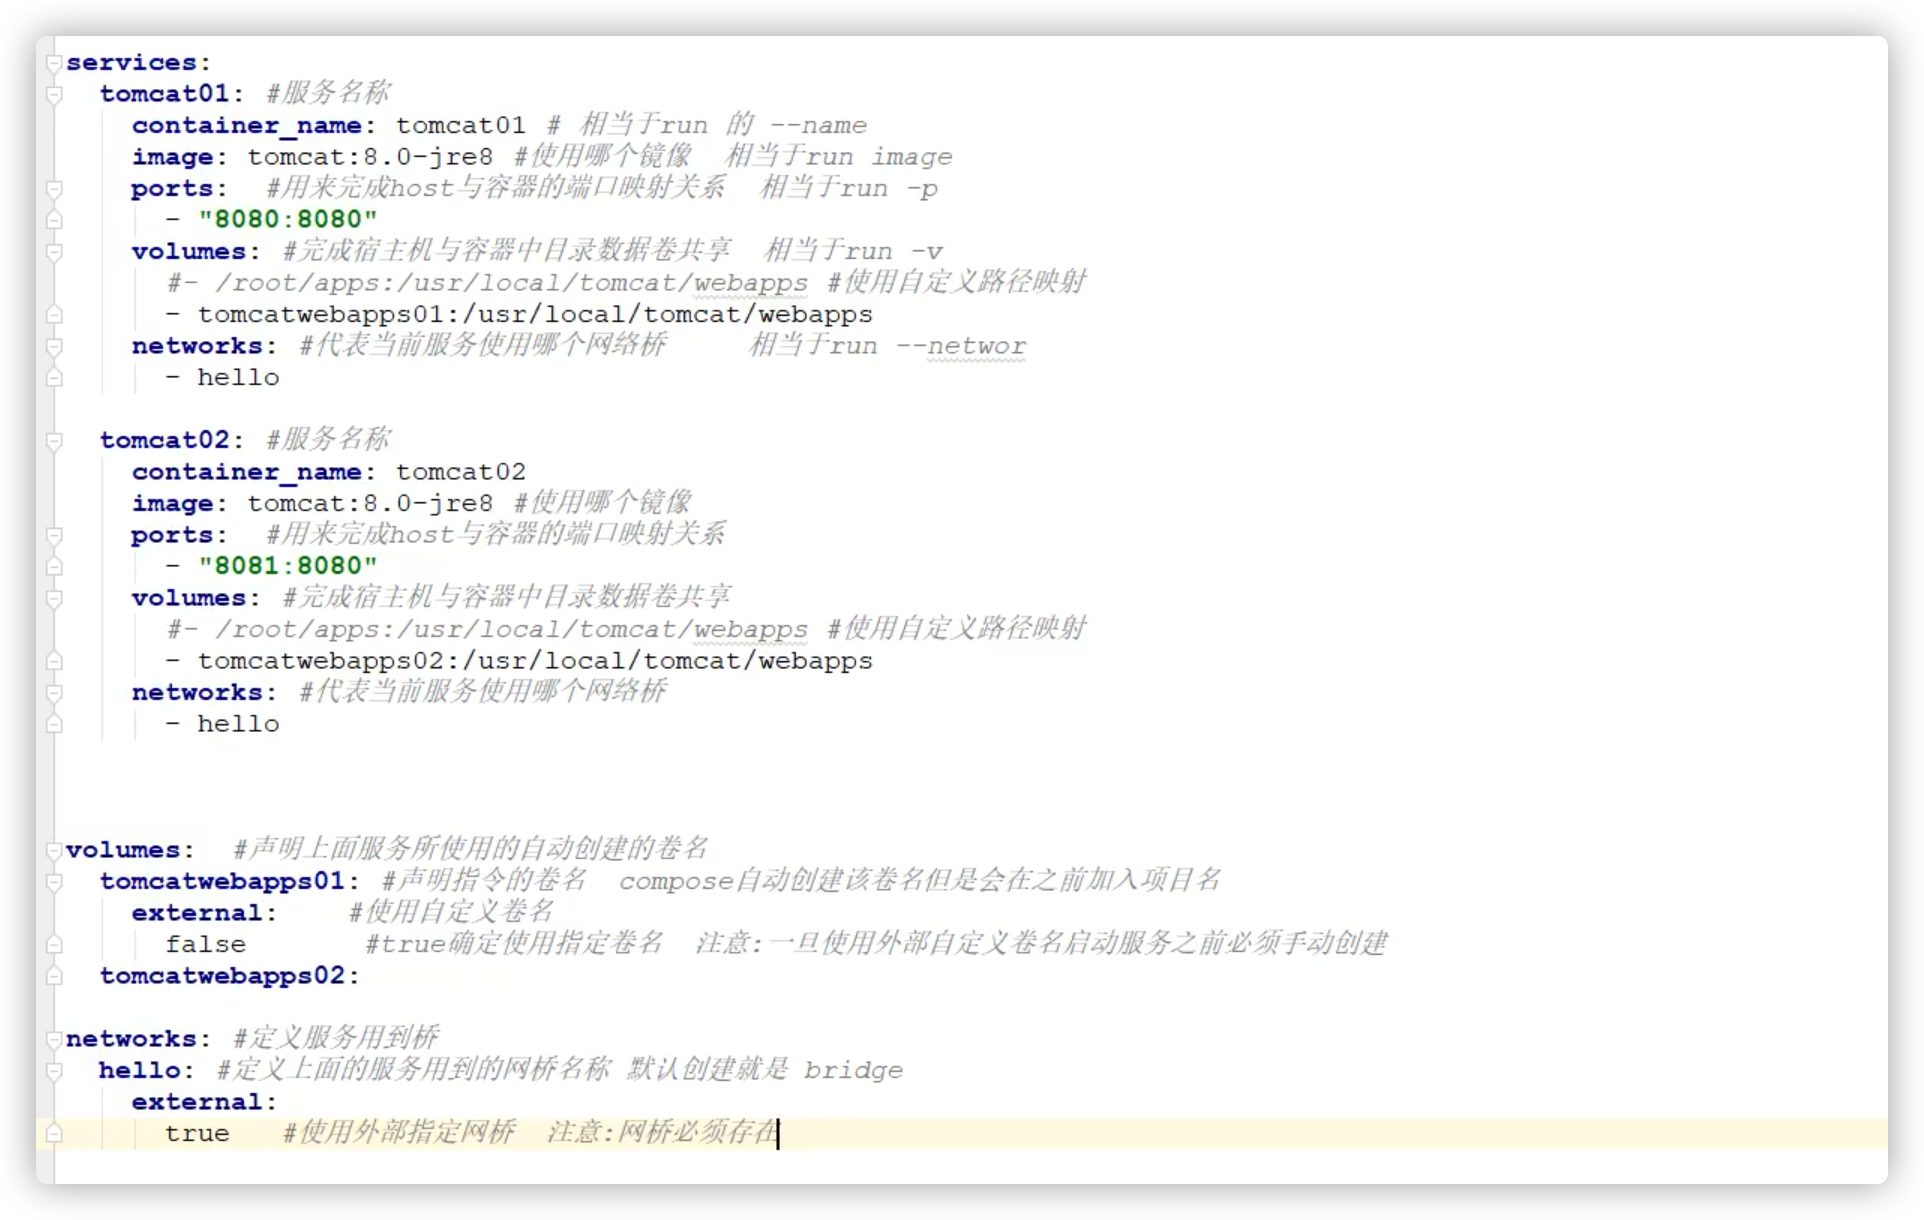 services:
  tomcat01: #服务名称
    container_name: tomcat01 # 相当于run 的 --name
    image: tomcat:8.0-jre8 #使用哪个镜像  相当于run image
    ports:  #用来完成host与容器的端口映射关系  相当于run -p
      - "8080:8080"
    volumes: #完成宿主机与容器中目录数据卷共享  相当于run -v
      #- /root/apps:/usr/local/tomcat/webapps #使用自定义路径映射
      - tomcatwebapps01:/usr/local/tomcat/webapps
    networks: #代表当前服务使用哪个网络桥     相当于run --networ
      - hello
  tomcat02: #服务名称
    container_name: tomcat02
    image: tomcat:8.0-jre8 #使用哪个镜像
    ports:  #用来完成host与容器的端口映射关系
      - "8081:8080"
    volumes: #完成宿主机与容器中目录数据卷共享
      #- /root/apps:/usr/local/tomcat/webapps #使用自定义路径映射
      - tomcatwebapps02:/usr/local/tomcat/webapps
    networks: #代表当前服务使用哪个网络桥
      - hello
volumes:  #声明上面服务所使用的自动创建的卷名
  tomcatwebapps01: #声明指令的卷名  compose自动创建该卷名但是会在之前加入项目名
    external:    #使用自定义卷名
      false       #true确定使用指定卷名  注意:一旦使用外部自定义卷名启动服务之前必须手动创建
  tomcatwebapps02:
networks: #定义服务用到桥
  hello: #定义上面的服务用到的网桥名称 默认创建就是 bridge
    external:
      true   #使用外部指定网桥  注意:网桥必须存在